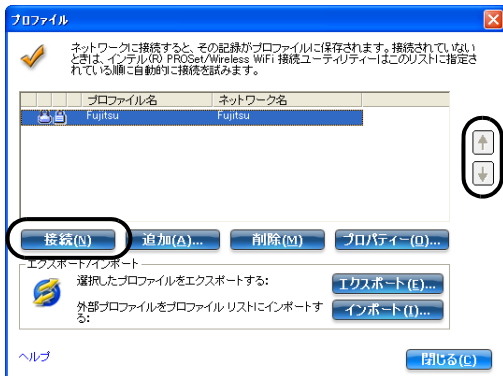 プロファイル
ネットワークに接続すると、その記録がプロファイルに保存されます。接続されていない
ときは、インテル(R) PROSet/Wireless WiFi 接続ユーティリティーはこのリストに指定さ
れている順に自動的に接続を試みます。
プロファイル名 ネットワーク名
Fujitsu Fujitsu
接続(N) 追加(A)... 削除(M) プロパティー(O)...
エクスポート/インポート
選択したプロファイルをエクスポートする: エクスポート(E)...
外部プロファイルをプロファイル リストにインポートす
る:
インポート(I)...
ヘルプ 閉じる(C)